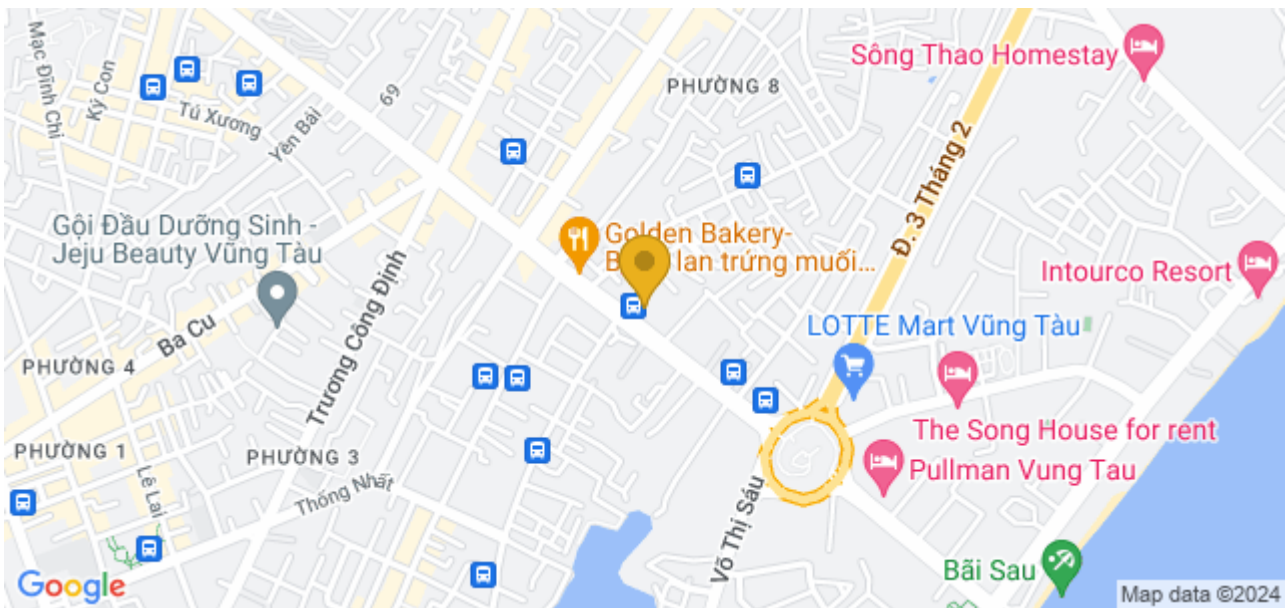 Mạc Đĩnh Chi
Ký Con
Tú Xương
Yên Bái
69
PHƯỜNG 8
Sông Thao Homestay
Đ. 3 Tháng 2
Gội Đầu Dưỡng Sinh -
Jeju Beauty Vũng Tàu
Golden Bakery-
lan trứng muối...
Intourco Resort
LOTTE Mart Vũng Tàu
Ba Cu
Trương Công Định
PHƯỜNG 4
The Song House for rent
Pullman Vung Tau
PHƯỜNG 1
Lê Lai
PHƯỜNG 3
Thống Nhất
Võ Thị Sáu
Bãi Sau
Google
Map data ©2024